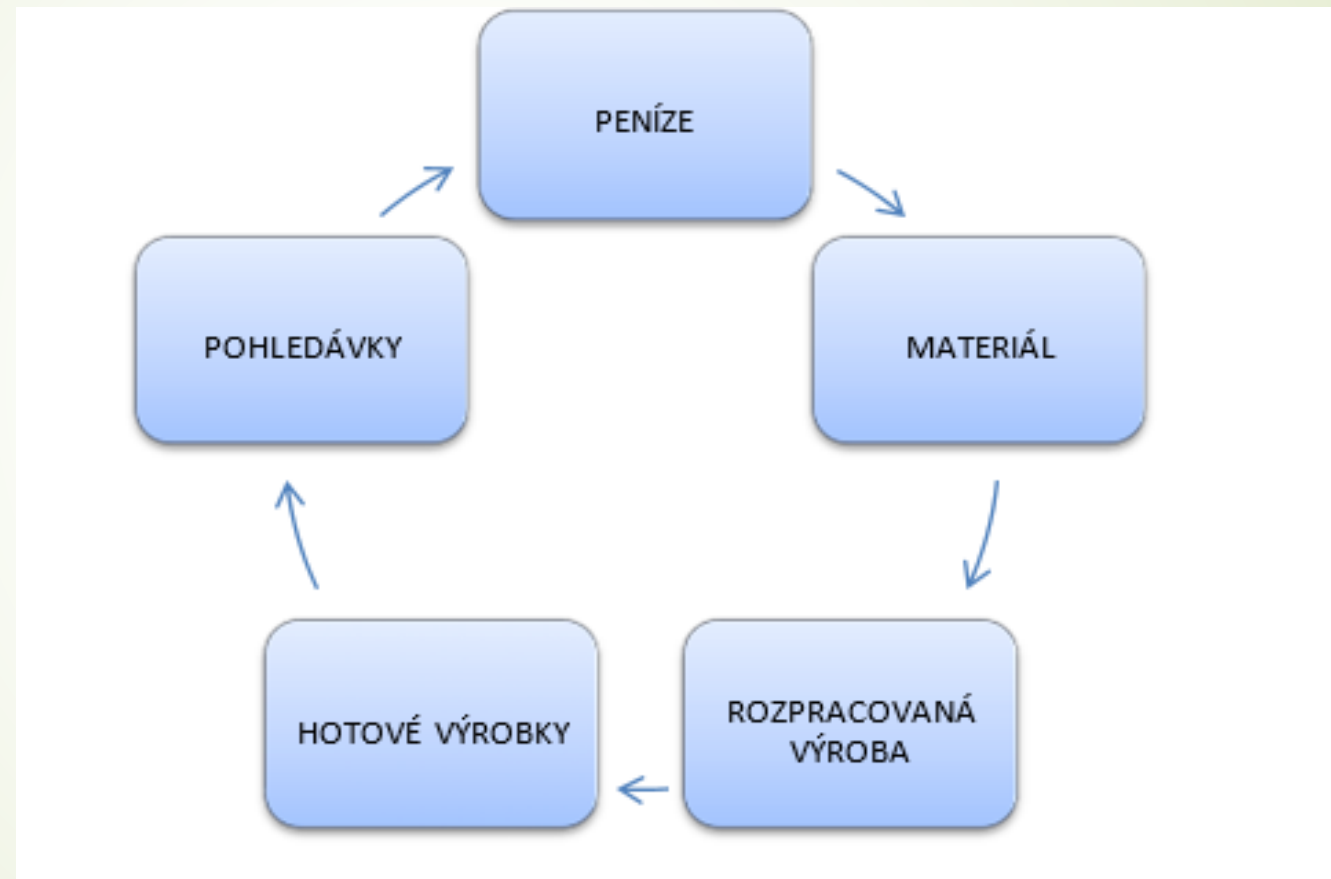 PENÍZE
MATERIÁL
ROZPRACOVANÁ
VÝROBA
HOTOVÉ VÝROBKY
POHLEDÁVKY